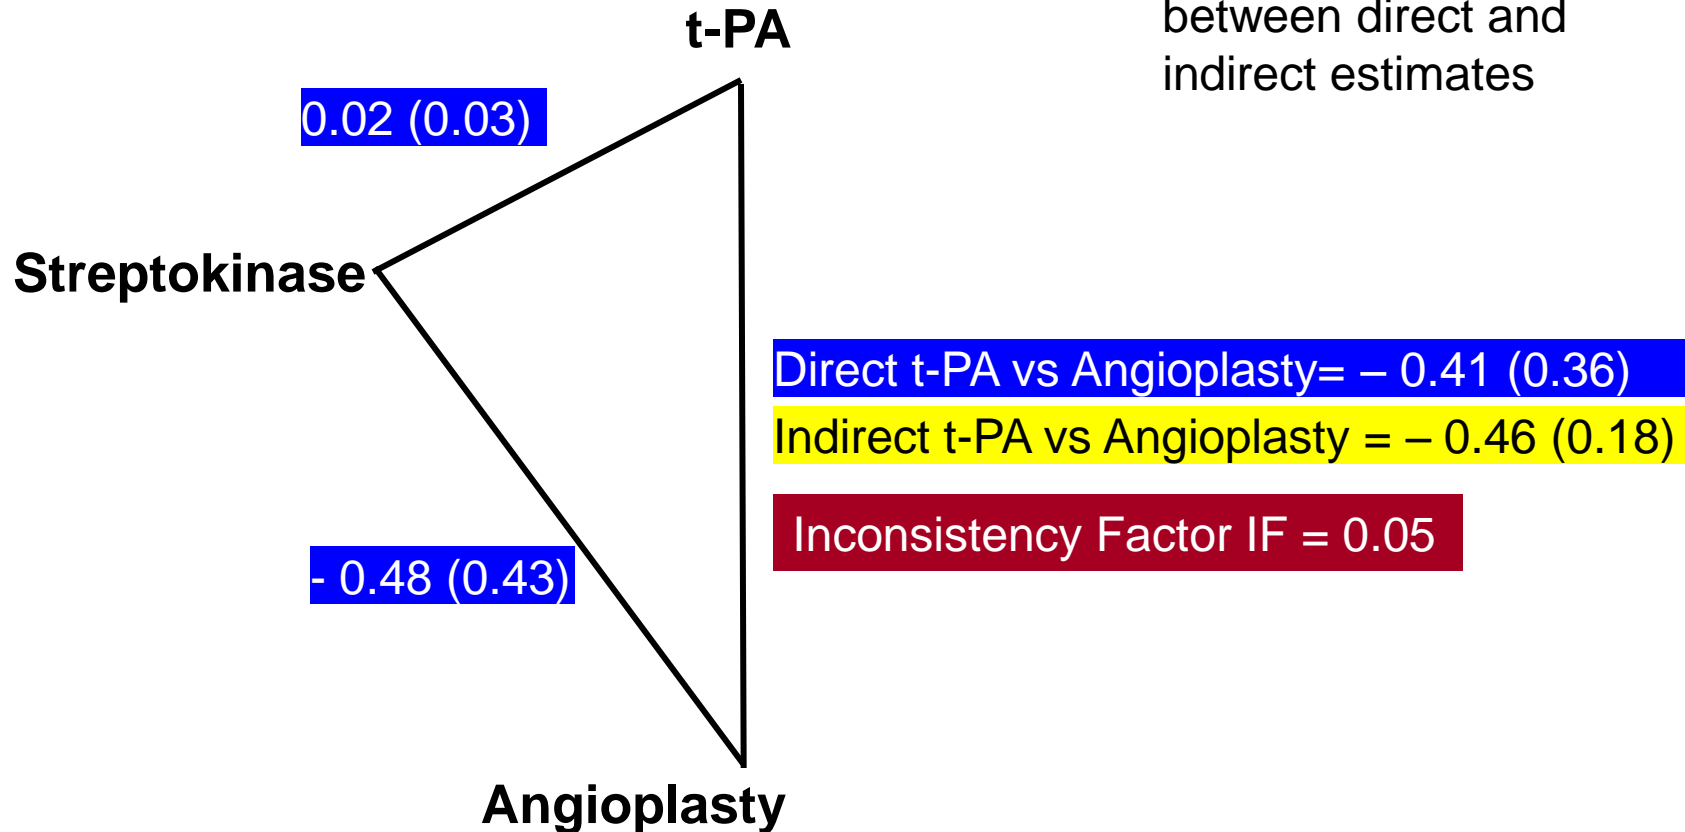 t-PA
between direct and
indirect estimates
0.02 (0.03)
Streptokinase
Direct t-PA vs Angioplasty= – 0.41 (0.36)
Indirect t-PA vs Angioplasty = – 0.46 (0.18)
Inconsistency Factor IF = 0.05
- 0.48 (0.43)
Angioplasty